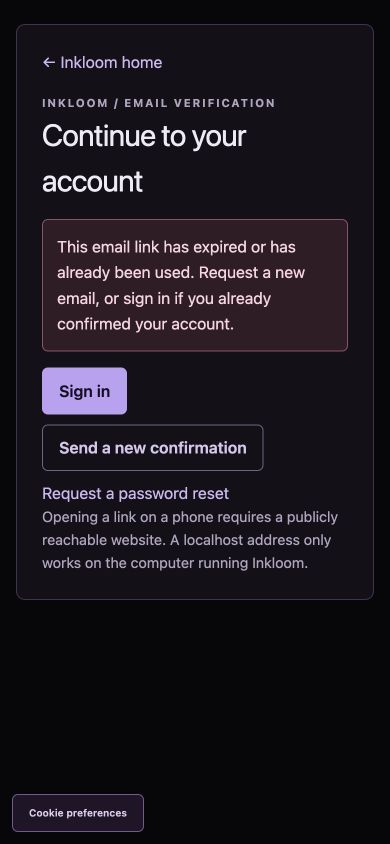 ← Inkloom home
INKLOOM / EMAIL VERIFICATION
Continue to your
account
This email link has expired or has
already been used. Request a new
email, or sign in if you already
confirmed your account.
Sign in
Send a new confirmation
Request a password reset
Opening a link on a phone requires a publicly
reachable website. A localhost address only
works on the computer running Inkloom.
Cookie preferences